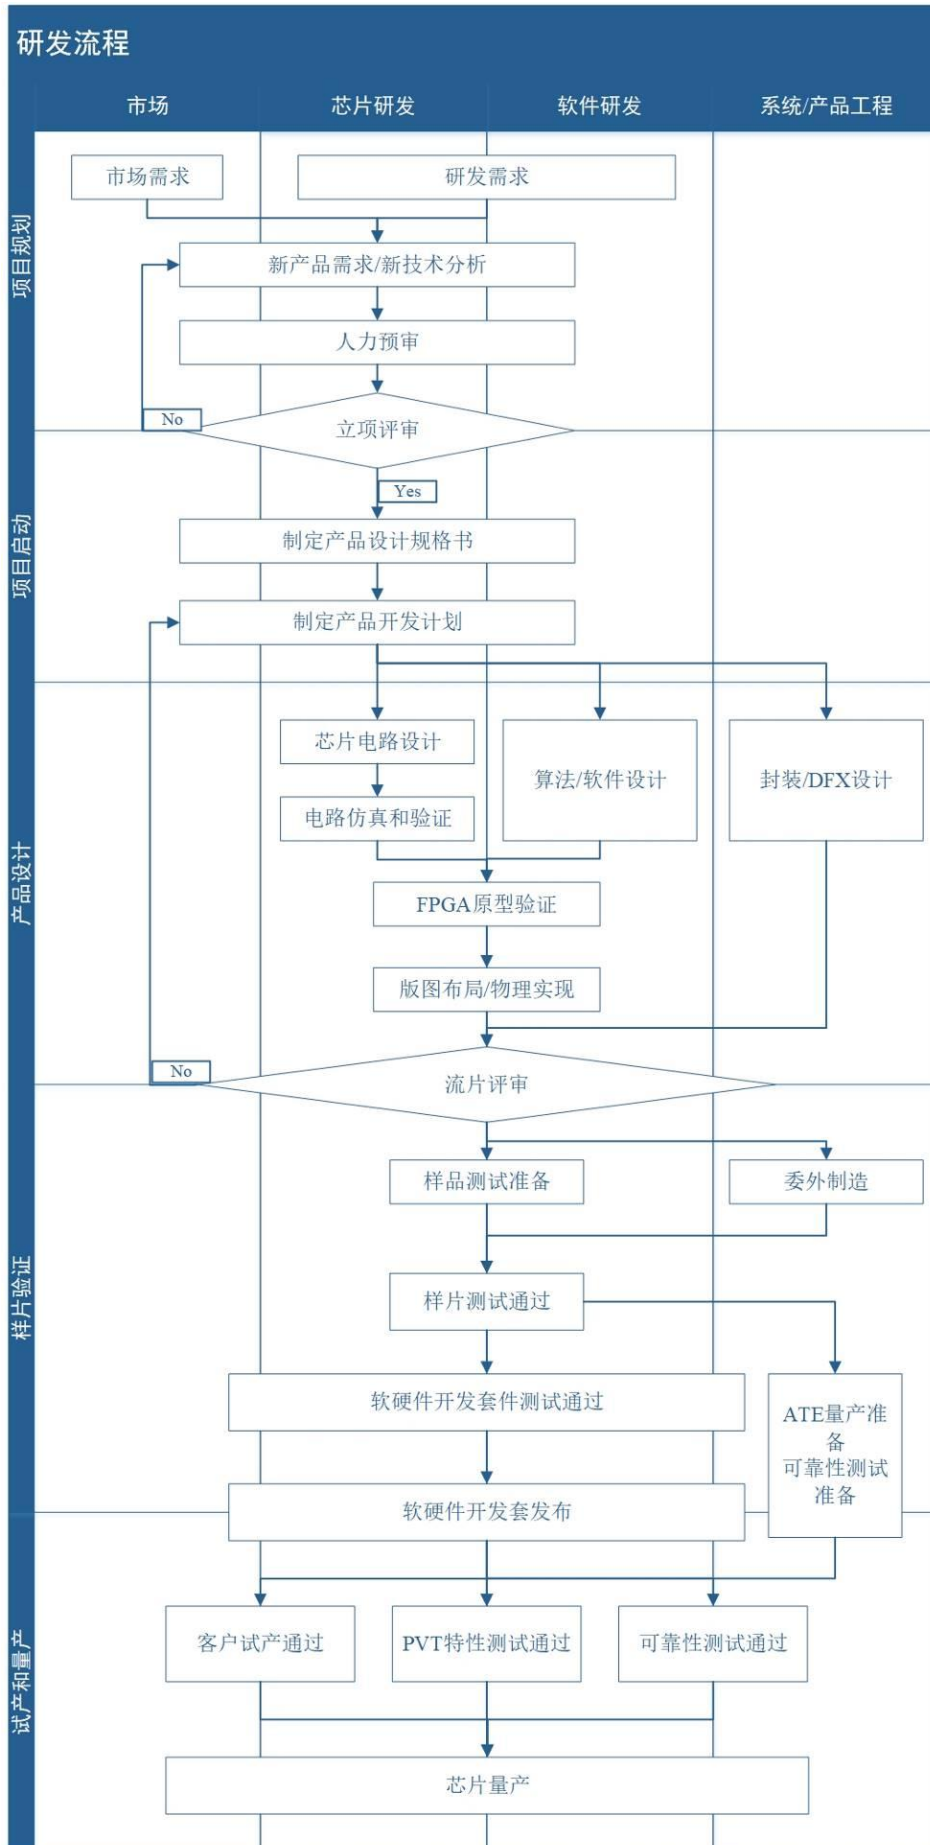 研发流程
市场
芯片研发
软件研发
系统/产品工程
项目规划
市场需求
研发需求
新产品需求/新技术分析
人力预审
No
立项评审
Yes
项目启动
制定产品设计规格书
制定产品开发计划
产品设计
芯片电路设计
算法/软件设计
封装/DFX设计
电路仿真和验证
FPGA原型验证
版图布局/物理实现
No
流片评审
样片验证
样品测试准备
委外制造
样片测试通过
软硬件开发套件测试通过
ATE量产准
备
可靠性测试
准备
软硬件开发套发布
试产和量产
客户试产通过
PVT特性测试通过
可靠性测试通过
芯片量产